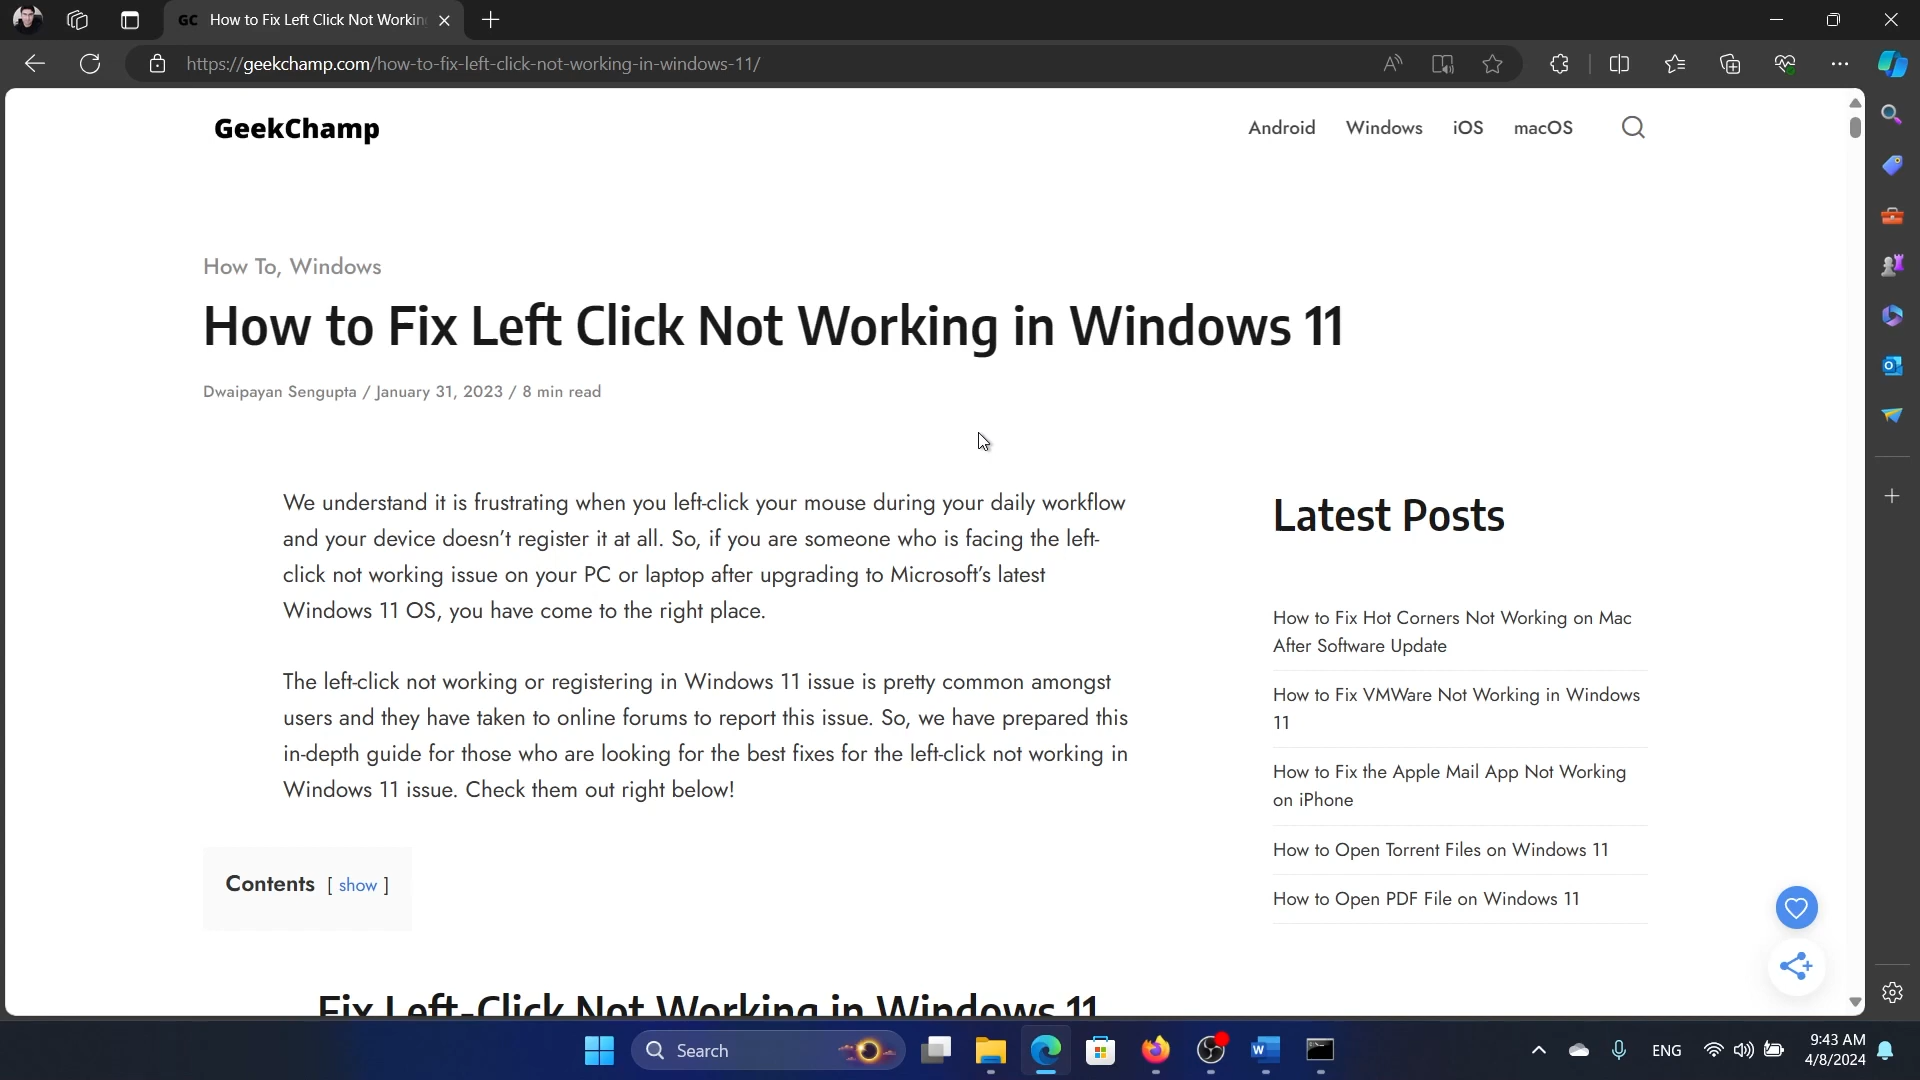 GC How to Fix Left Click Not Workin
https://geekchamp.com/how-to-fix-left-click-not-working-in-windows-11/
GeekChamp
Android Windows iOS macOS
How To, Windows
How to Fix Left Click Not Working in Windows 11
Dwaipayan Sengupta / January 31, 2023 / 8 min read
We understand it is frustrating when you left-click your mouse during your daily workflow
and your device doesn't register it at all. So, if you are someone who is facing the left-
click not working issue on your PC or laptop after upgrading to Microsoft's latest
Windows 11 OS, you have come to the right place.
The left-click not working or registering in Windows 11 issue is pretty common amongst
users and they have taken to online forums to report this issue. So, we have prepared this
in-depth guide for those who are looking for the best fixes for the left-click not working in
Windows 11 issue. Check them out right below!
Contents [ show ]
Fix Left-Click Not Working in Windows 11
Latest Posts
How to Fix Hot Corners Not Working on Mac
After Software Update
How to Fix VMWare Not Working in Windows
11
How to Fix the Apple Mail App Not Working
on iPhone
How to Open Torrent Files on Windows 11
How to Open PDF File on Windows 11
Search
ENG
9:43 AM
4/8/2024